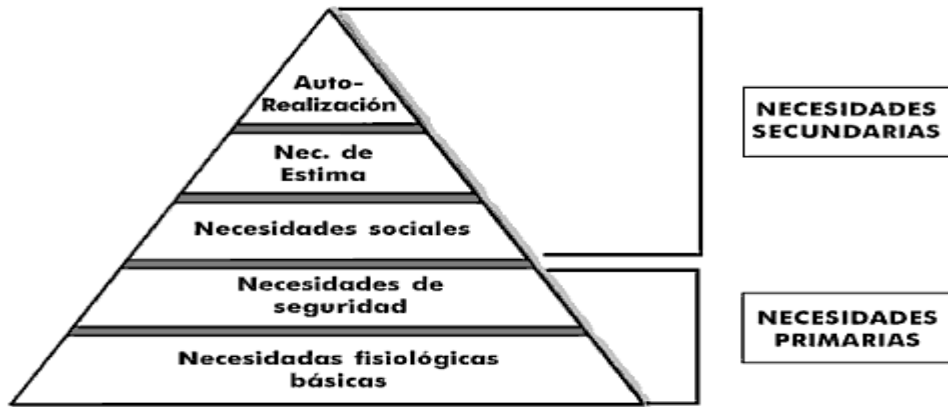 Auto-
Realización
Nec. de
Estima
Necesidades sociales
Necesidades de
seguridad
Necesidadas fisiológicas
básicas
NECESIDADES
SECUNDARIAS
NECESIDADES
PRIMARIAS